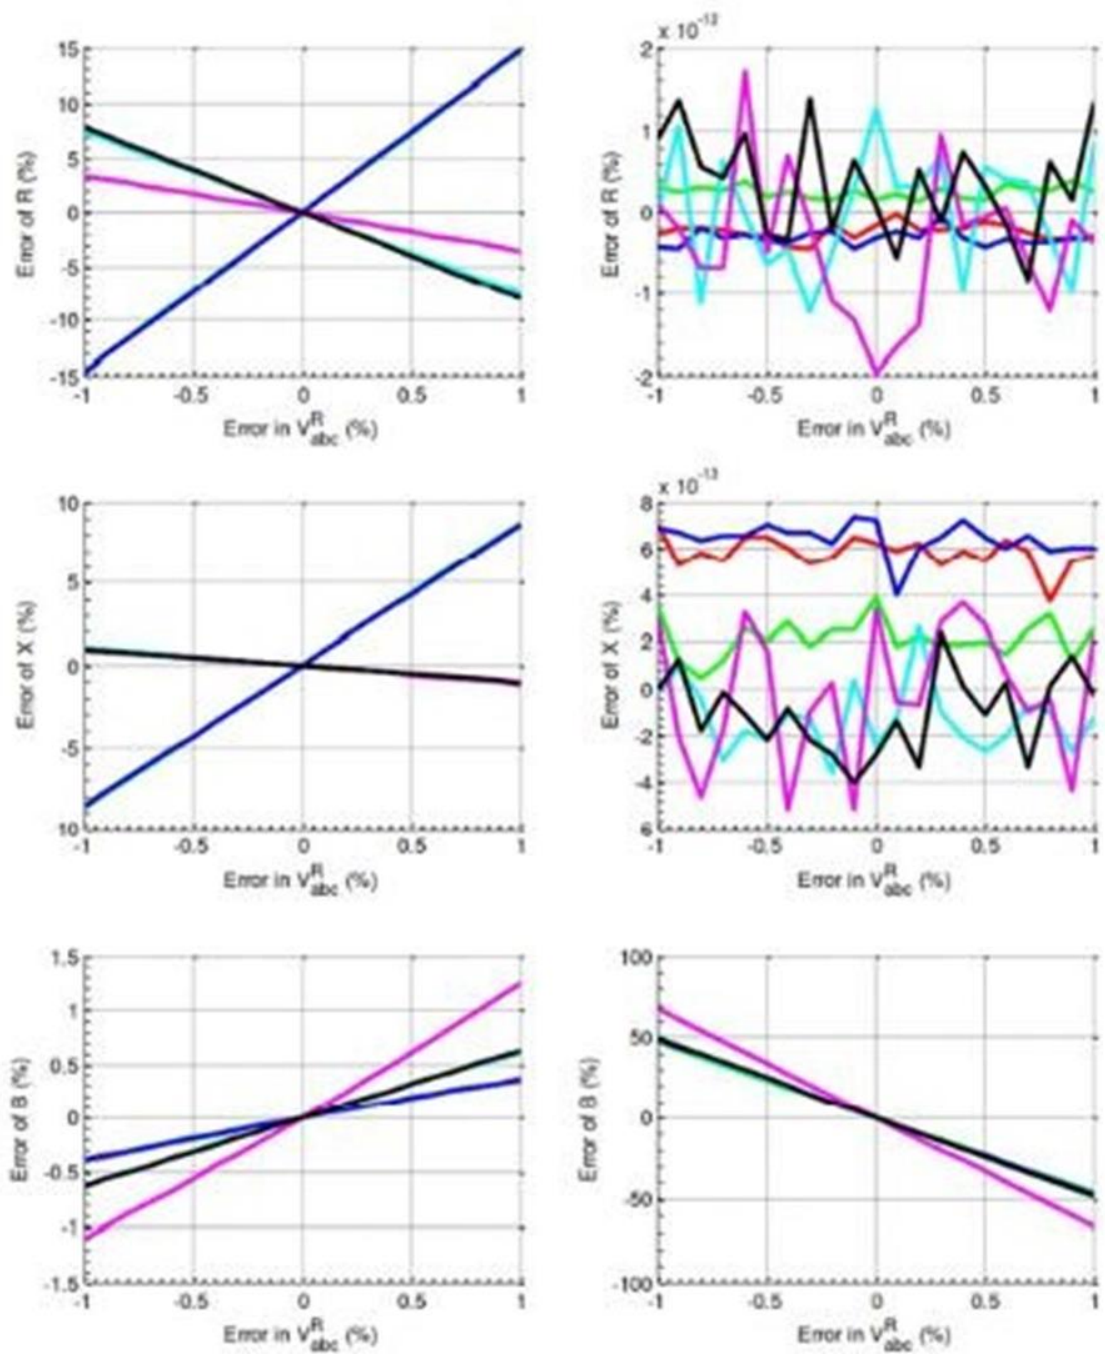 x 10⁻¹²
15
10
5
0
-5
-10
-15
Error of R (%)
-1 -0.5 0 0.5 1
Error in V^R_abc (%)
2
1
0
-1
-2
Error of R (%)
-1 -0.5 0 0.5 1
Error in V^R_abc (%)
10
5
0
-5
10
Error of X (%)
-1 -0.5 0 0.5 1
Error in V^R_abc (%)
x 10⁻¹³
8
6
4
2
0
-2
-4
6
Error of X (%)
-1 -0.5 0 0.5 1
Error in V^R_abc (%)
1.5
1
0.5
0
-0.5
-1
-1.5
Error of B (%)
-1 -0.5 0 0.5 1
Error in V^R_abc (%)
100
50
0
-50
-100
Error of B (%)
-1 -0.5 0 0.5 1
Error in V^R_abc (%)